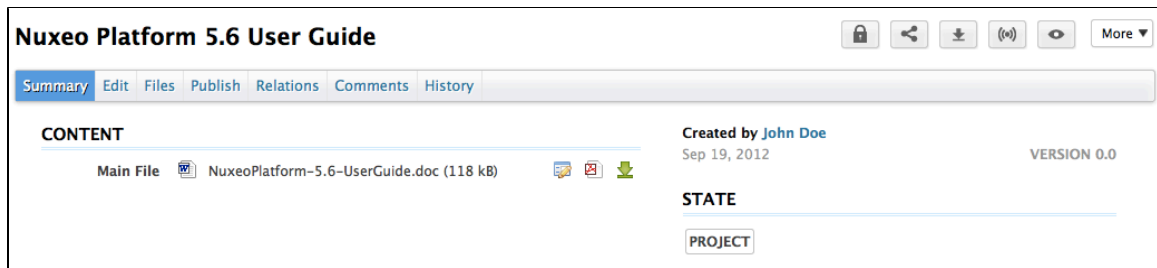 Nuxeo Platform 5.6 User Guide
More ▼
Summary Edit Files Publish Relations Comments History
CONTENT
Main File NuxeoPlatform-5.6-UserGuide.doc (118 kB)
Created by John Doe
Sep 19, 2012 VERSION 0.0
STATE
PROJECT